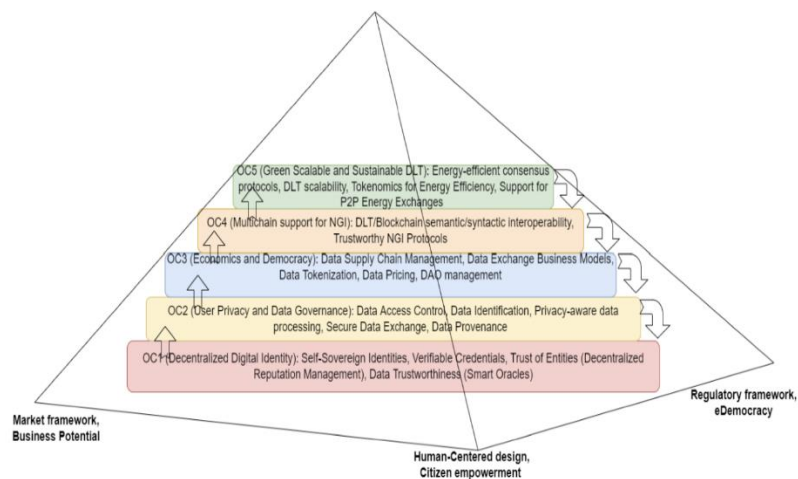 OC5 (Green Scalable and Sustainable DLT): Energy-efficient consensus
protocols, DLT scalability, Tokenomics for Energy Efficiency, Support for
P2P Energy Exchanges
OC4 (Multichain support for NGI): DLT/Blockchain semantic/syntactic interoperability,
Trustworthy NGI Protocols
OC3 (Economics and Democracy): Data Supply Chain Management, Data Exchange Business Models,
Data Tokenization, Data Pricing, DAO management
OC2 (User Privacy and Data Governance): Data Access Control, Data Identification, Privacy-aware data
processing, Secure Data Exchange, Data Provenance
OC1 (Decentralized Digital Identity): Self-Sovereign Identities, Verifiable Credentials, Trust of Entities (Decentralized
Reputation Management), Data Trustworthiness (Smart Oracles)
Market framework,
Business Potential
Regulatory framework,
eDemocracy
Human-Centered design,
Citizen empowerment